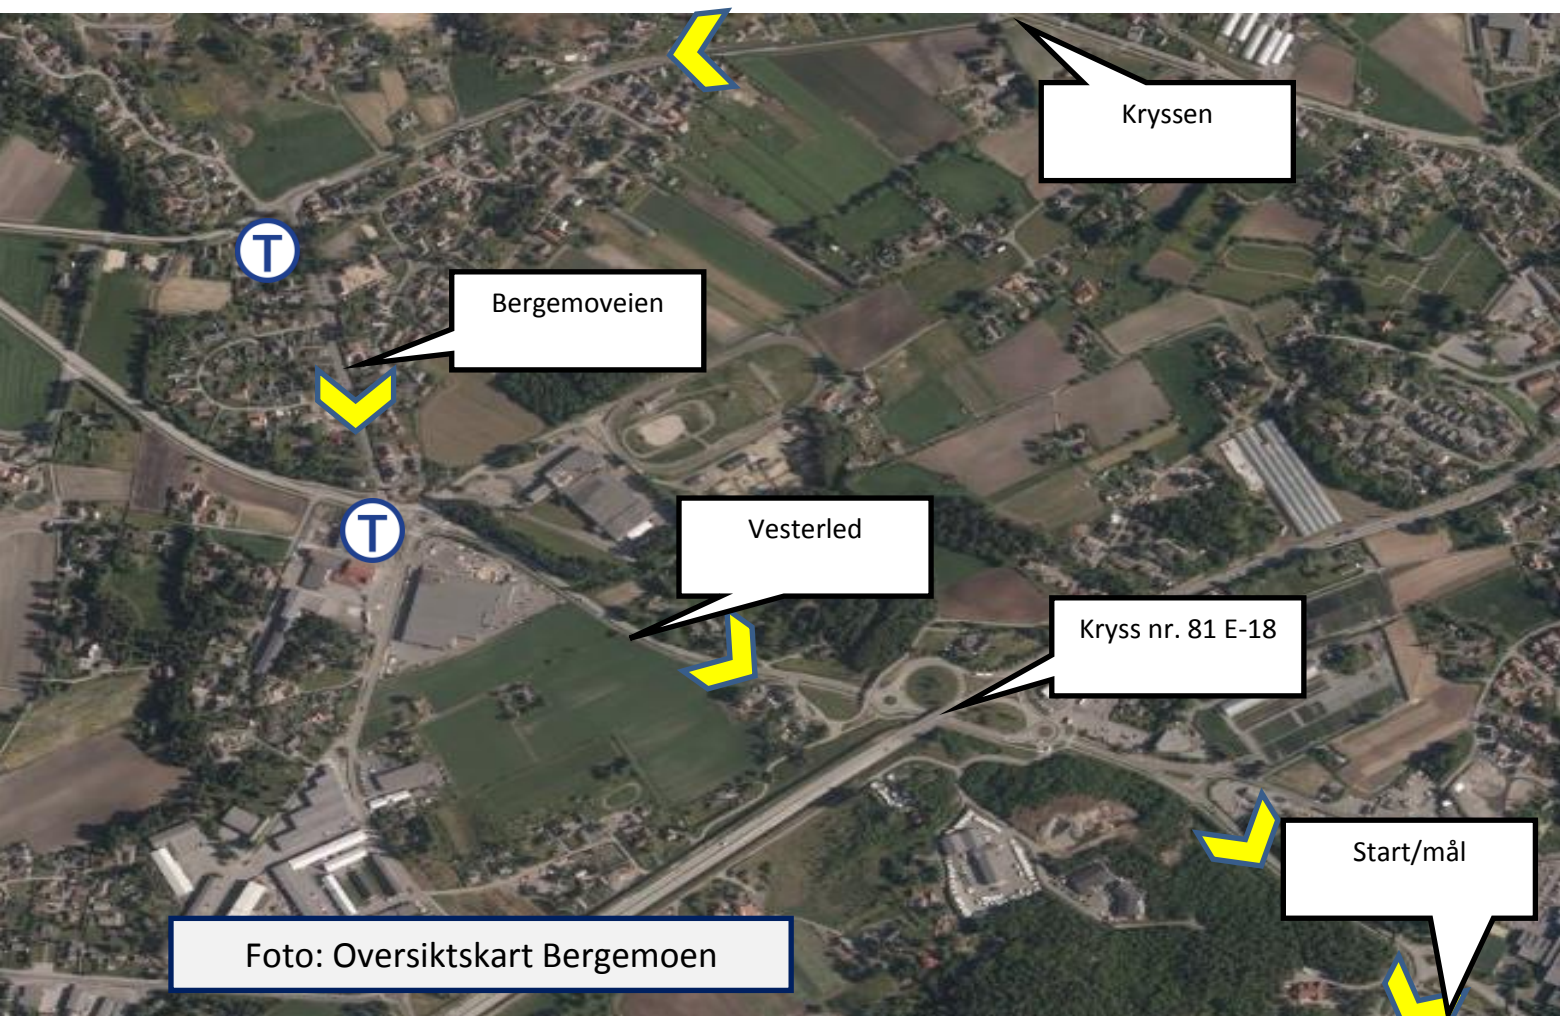 Kryssen
T
Bergemoveien
T
Vesterled
Kryss nr. 81 E-18
Start/mål
Foto: Oversiktskart Bergemoen